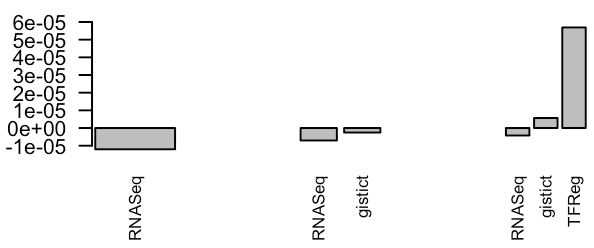 6e-05
5e-05
4e-05
3e-05
2e-05
1e-05
0e+00
-1e-05
RNASeq
RNASeq
gistict
RNASeq
gistict
TFReg